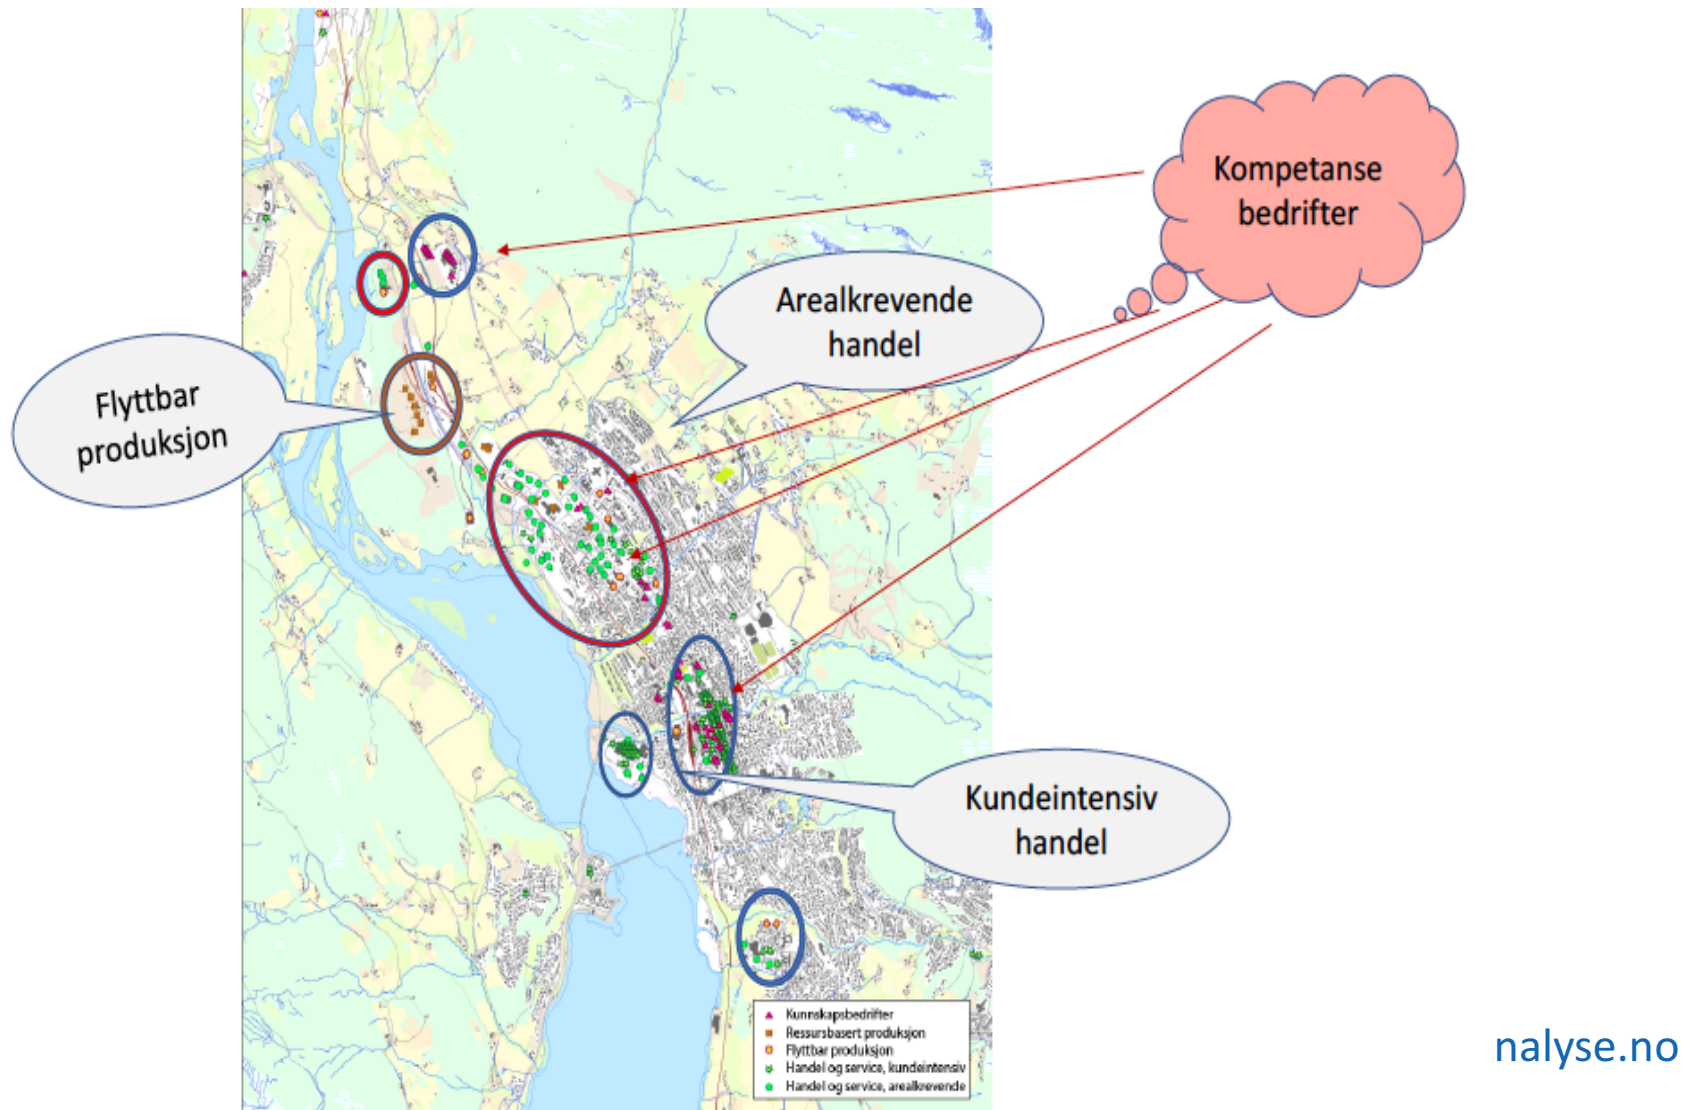 Kompetanse
bedrifter
Arealkrevende
handel
Flyttbar
produksjon
Kundeintensiv
handel
Kunnskapsbedrifter
Ressursbasert produksjon
Flyttbar produksjon
Handel og service, kundeintensiv
Handel og service, arealkrevende
nalyse.no